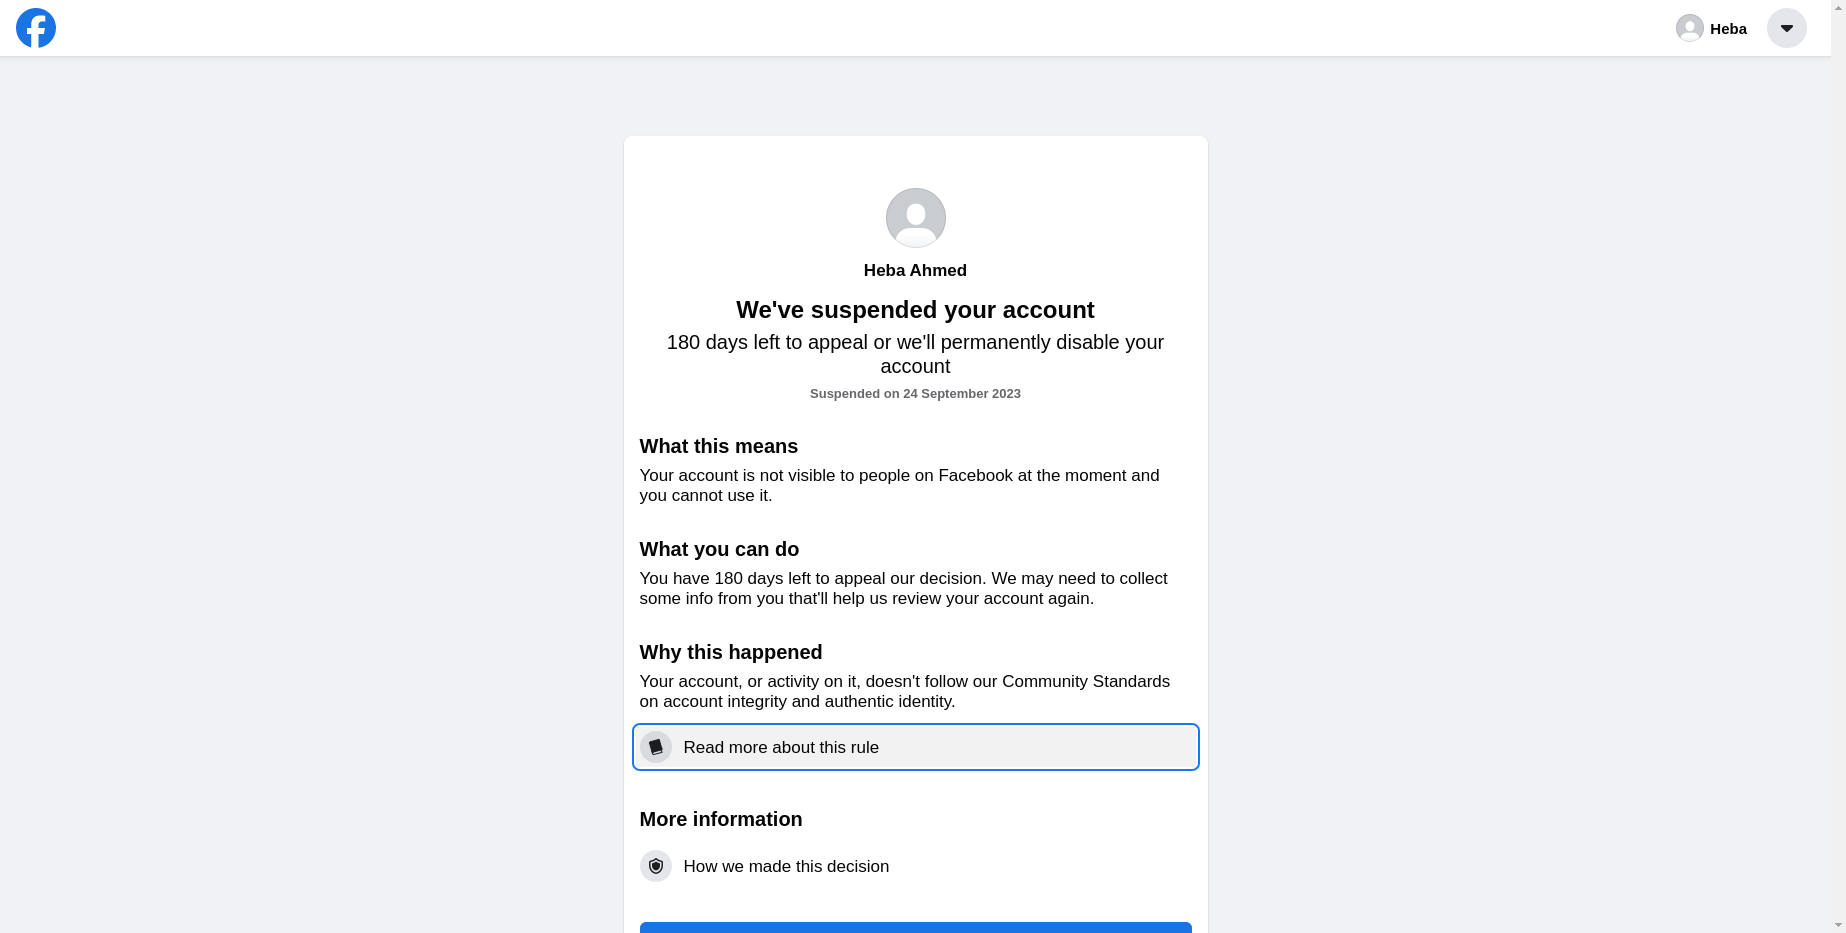 Heba
Heba Ahmed
We've suspended your account
180 days left to appeal or we'll permanently disable your
account
Suspended on 24 September 2023
What this means
Your account is not visible to people on Facebook at the moment and
you cannot use it.
What you can do
You have 180 days left to appeal our decision. We may need to collect
some info from you that'll help us review your account again.
Why this happened
Your account, or activity on it, doesn't follow our Community Standards
on account integrity and authentic identity.
Read more about this rule
More information
How we made this decision